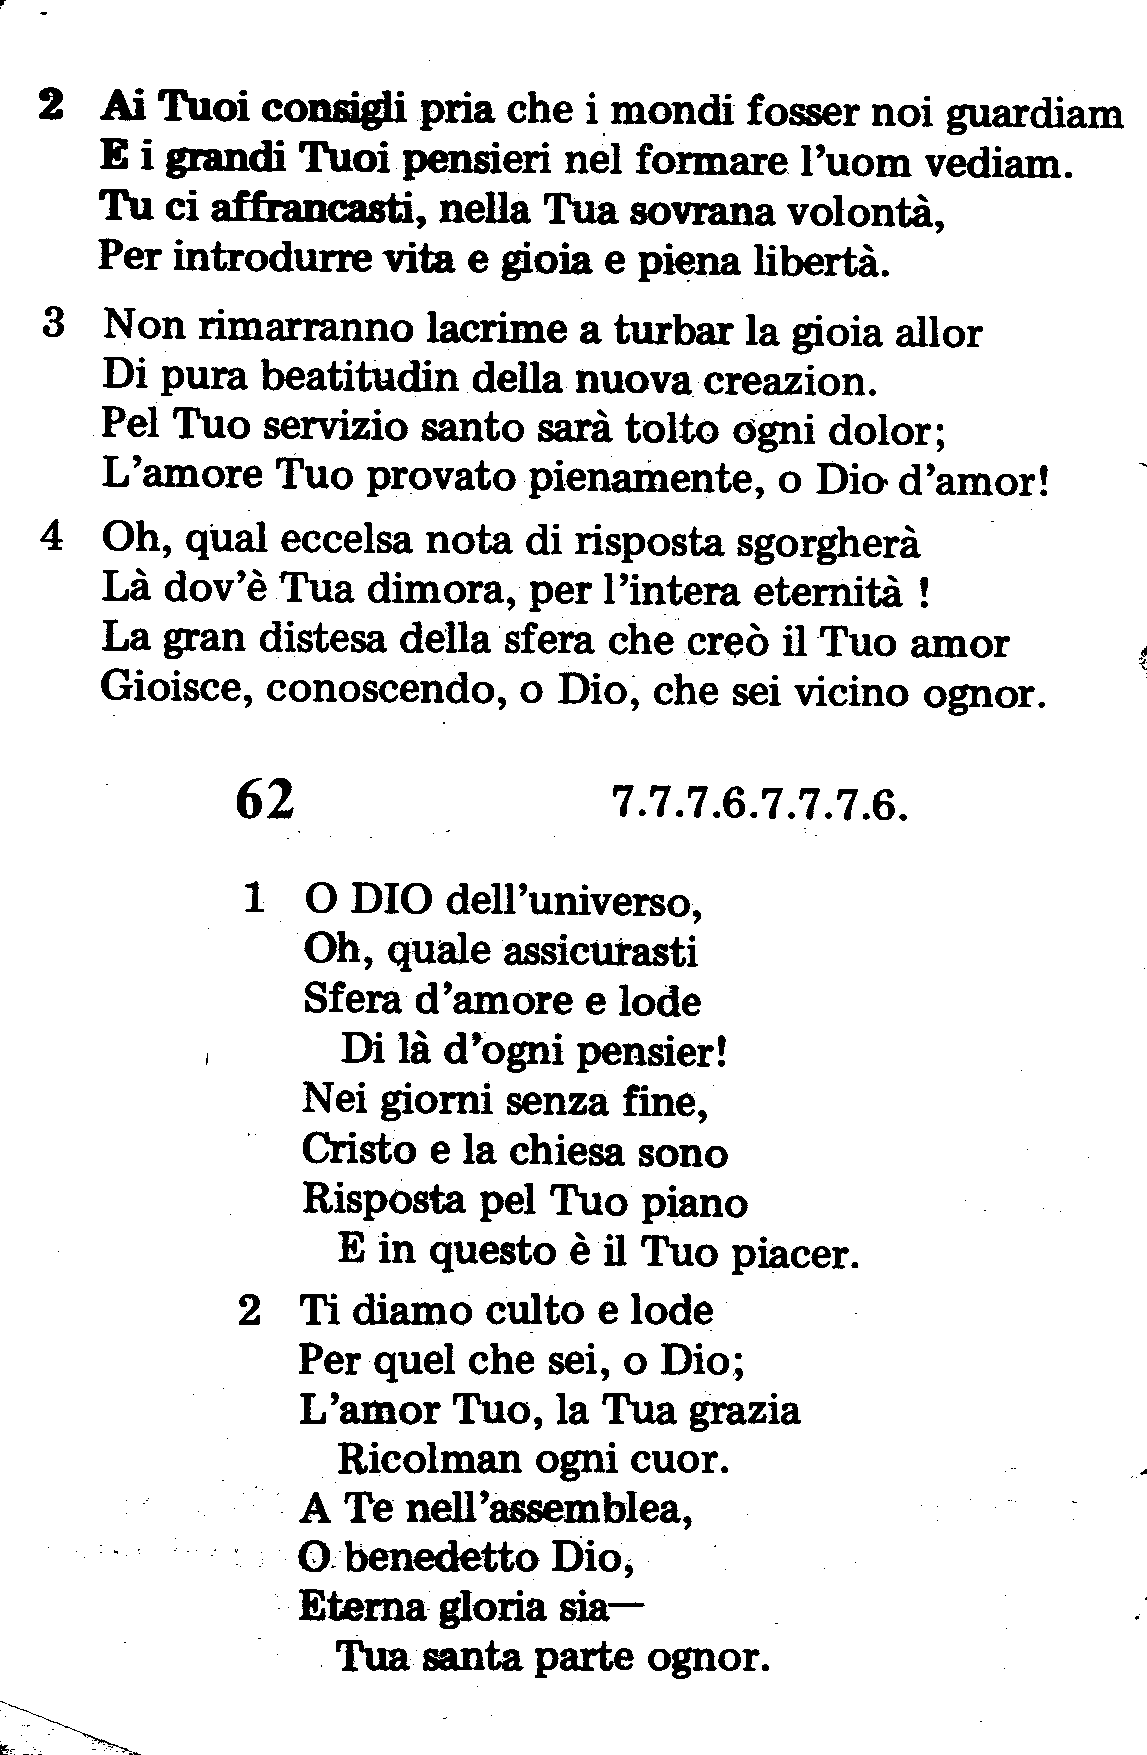 2 Ai Tuoi consigli pria che i mondi fosser noi guardiam
E i grandi Tuoi pensieri nel formare l'uom vediam.
Tu ci affrancasti, nella Tua sovrana volontà,
Per introdurre vita e gioia e piena libertà.
3 Non rimarranno lacrime a turbar la gioia allor
Di pura beatitudin della nuova creazion.
Pel Tuo servizio santo sarà tolto ogni dolor;
L'amore Tuo provato pienamente, o Dio d'amor!
4 Oh, qual eccelsa nota di risposta sgorgherà
Là dov'è Tua dimora, per l'intera eternità !
La gran distesa della sfera che creò il Tuo amor
Gioisce, conoscendo, o Dio, che sei vicino ognor.
62 7.7.7.6.7.7.7.6.
1 O DIO dell'universo,
Oh, quale assicurasti
Sfera d'amore e lode
Di là d'ogni pensier!
Nei giorni senza fine,
Cristo e la chiesa sono
Risposta pel Tuo piano
E in questo è il Tuo piacer.
2 Ti diamo culto e lode
Per quel che sei, o Dio;
L'amor Tuo, la Tua grazia
Ricolman ogni cuor.
A Te nell'assemblea,
O benedetto Dio,
Eterna gloria sia—
Tua santa parte ognor.